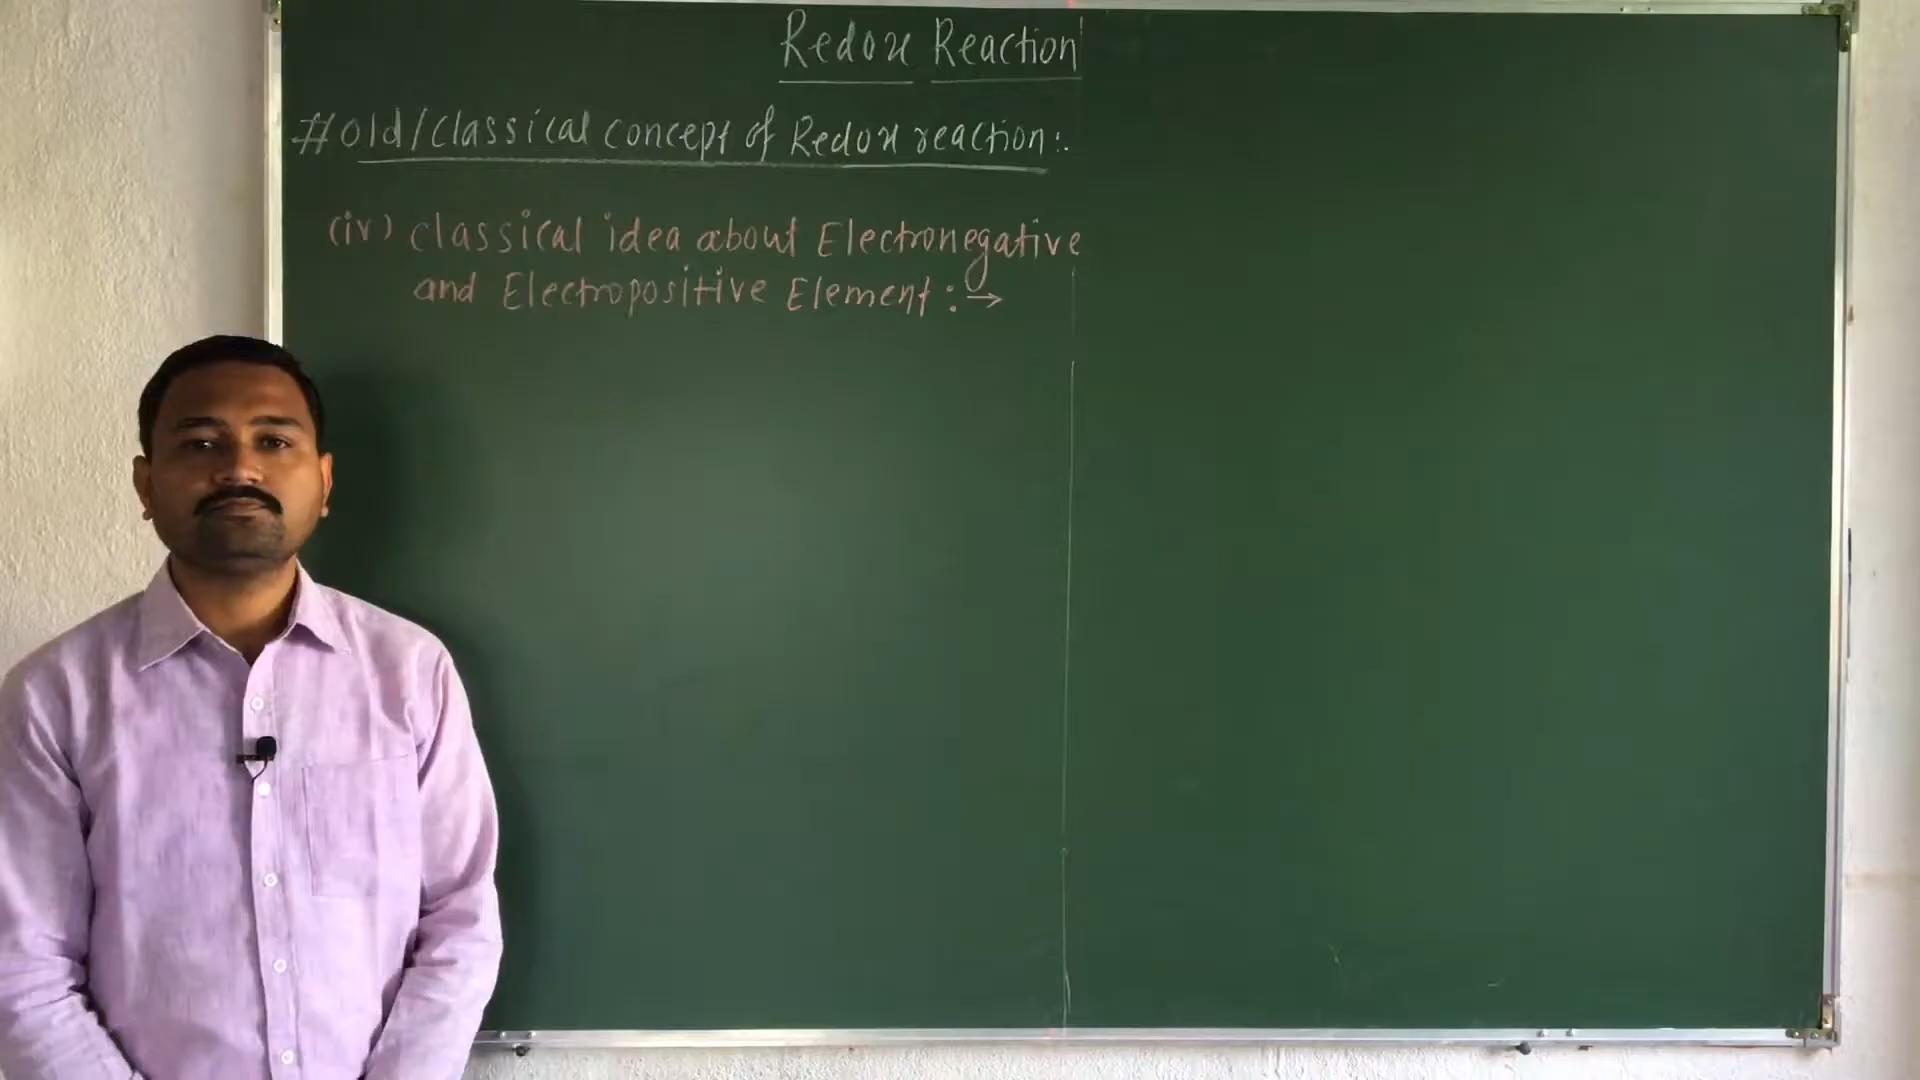 Redox Reaction
# Old/Classical concept of Redox reaction:.
(iv) Classical idea about Electronegative
and Electropositive Element :→